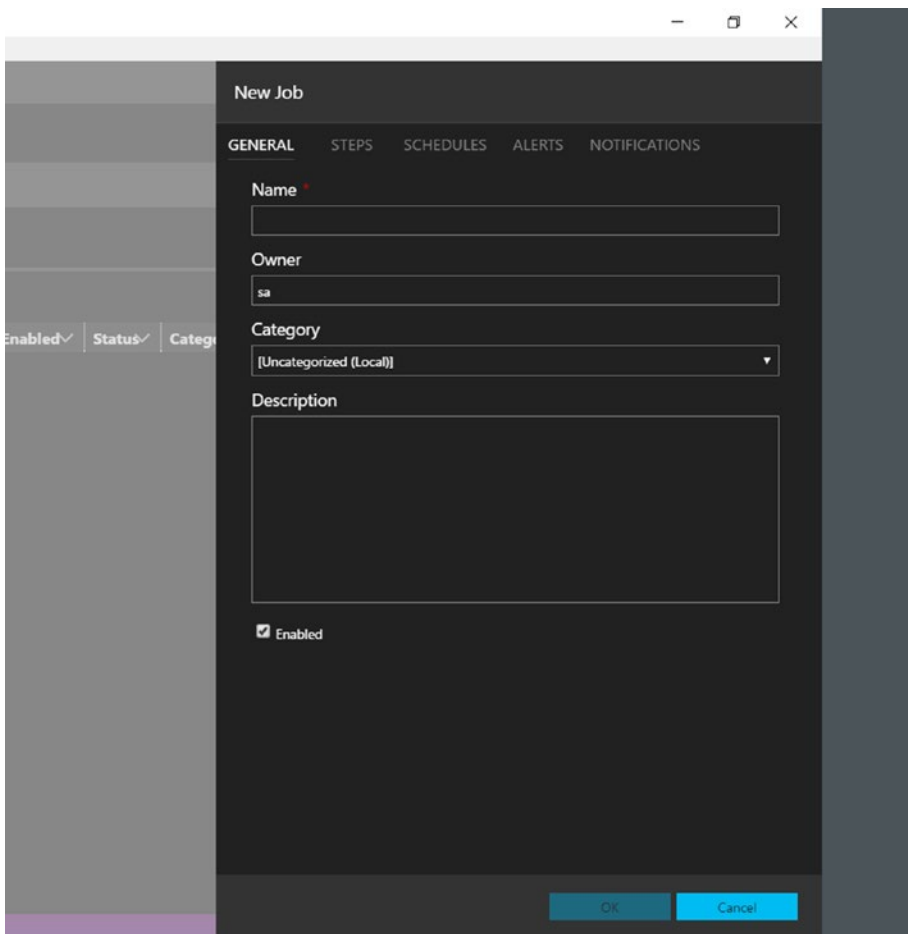 New Job
GENERAL STEPS SCHEDULES ALERTS NOTIFICATIONS
Name *
Owner
sa
Enabled Status Catego
Category
[Uncategorized (Local)]
Description
Enabled
OK Cancel